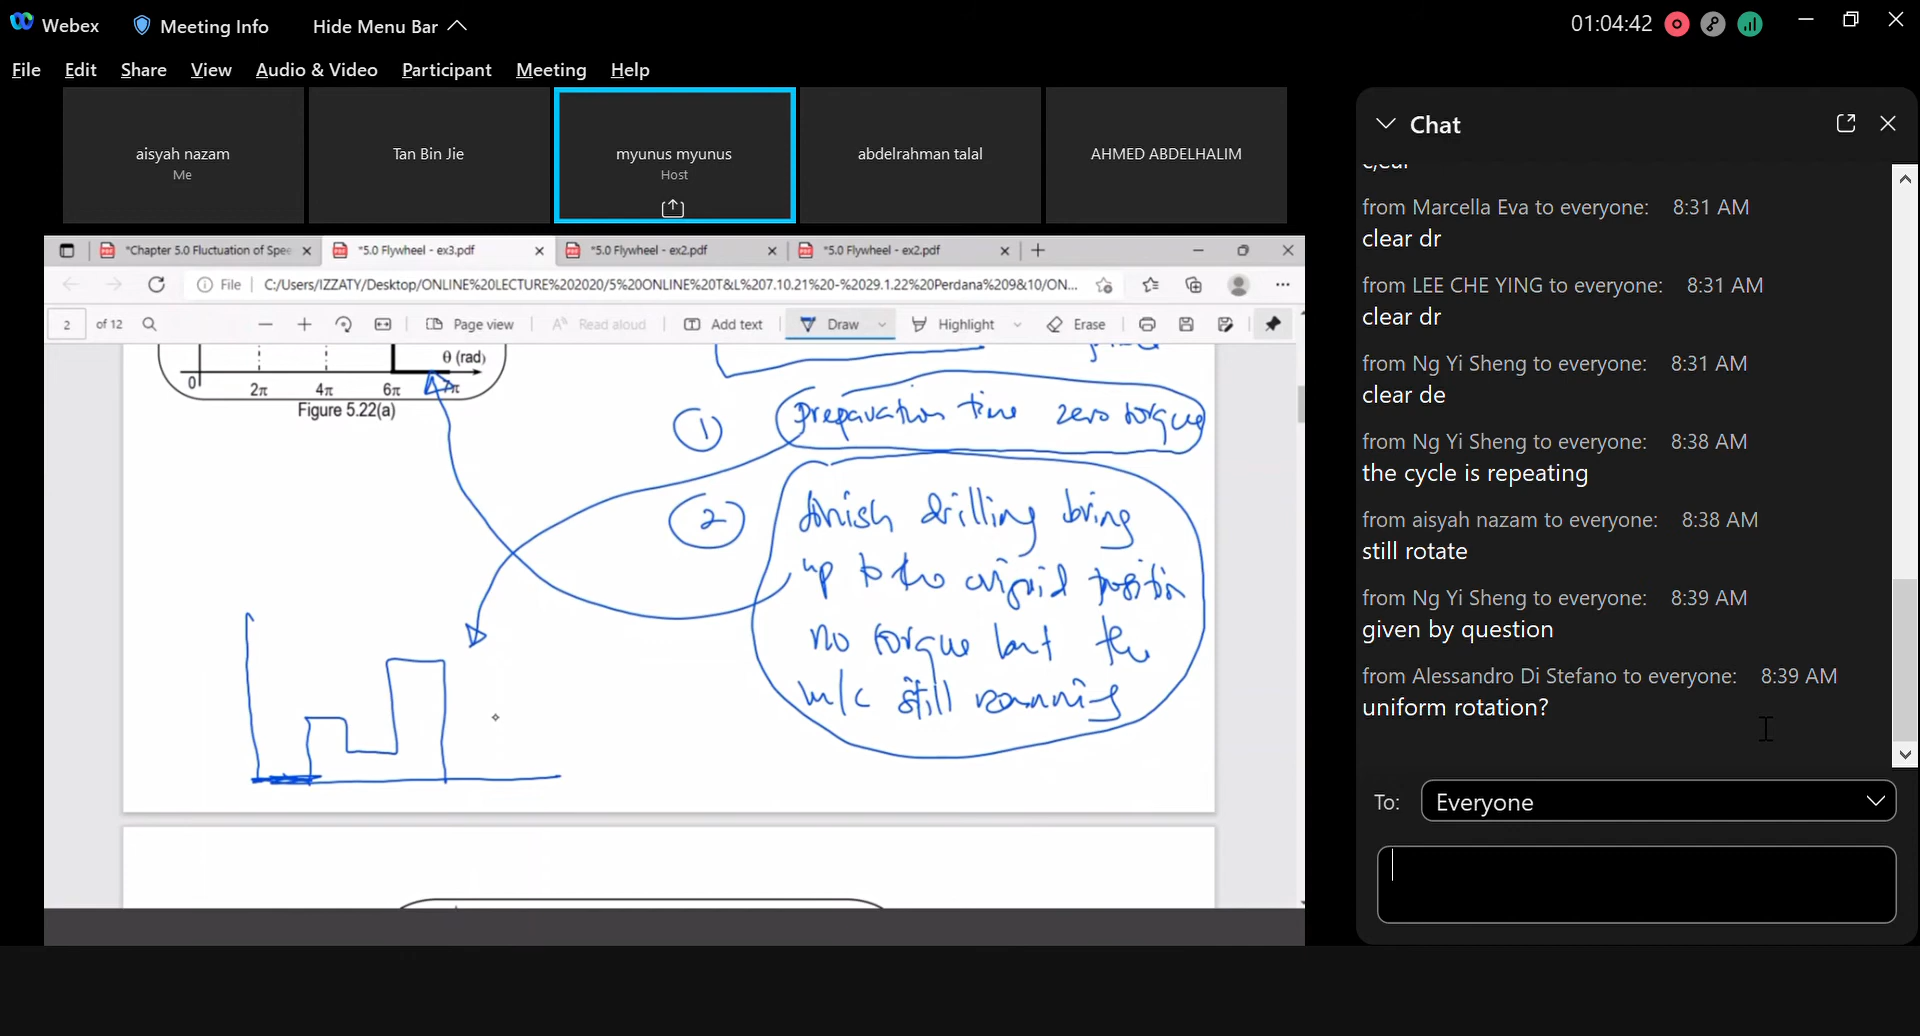 Webex
Meeting Info
Hide Menu Bar
01:04:42
File Edit Share View Audio & Video Participant Meeting Help
aisyah nazam
Me
Tan Bin Jie
myunus myunus
Host
abdelrahman talal
AHMED ABDELHALIM
*Chapter 5.0 Fluctuation of Spee
*5.0 Flywheel - ex3.pdf
*5.0 Flywheel - ex2.pdf
*5.0 Flywheel - ex2.pdf
File
C:/Users/IZZATY/Desktop/ONLINE%20LECTURE%202020/5%20ONLINE%20T&L%207.10.21%20-%2029.1.22%20Perdana%209&10/ON...
2 of 12
Page view
Read aloud
Add text
Draw
Highlight
Erase
θ (rad)
0 2π 4π 6π
Figure 5.22(a)
1 preparation time zero torque
2 finish drilling bring
up to the original position
no torque but the
m/c still running
Chat
from Marcella Eva to everyone: 8:31 AM
clear dr
from LEE CHE YING to everyone: 8:31 AM
clear dr
from Ng Yi Sheng to everyone: 8:31 AM
clear de
from Ng Yi Sheng to everyone: 8:38 AM
the cycle is repeating
from aisyah nazam to everyone: 8:38 AM
still rotate
from Ng Yi Sheng to everyone: 8:39 AM
given by question
from Alessandro Di Stefano to everyone: 8:39 AM
uniform rotation?
To: Everyone